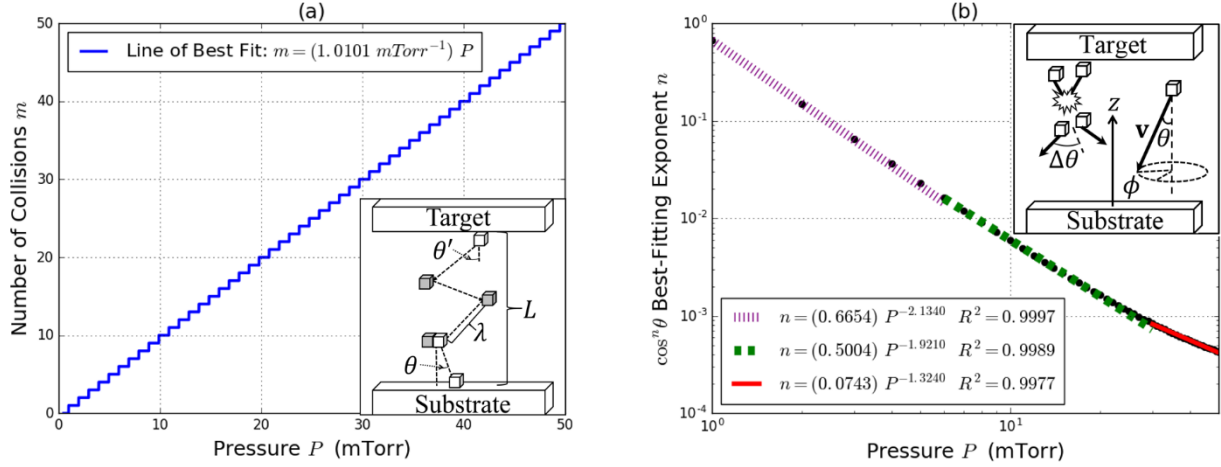 (a)
50
40
30
20
10
0
0 10 20 30 40 50
Number of Collisions m
Pressure P (mTorr)
Line of Best Fit: m = (1.0101 mTorr⁻¹) P
Target
θ′
L
λ
θ
Substrate
(b)
10⁰
10⁻¹
10⁻²
10⁻³
10⁻⁴
10⁰ 10¹
cosⁿθ Best-Fitting Exponent n
Pressure P (mTorr)
Target
z
v
θ
Δθ′
ϕ
Substrate
n = (0.6654) P⁻²·¹³⁴⁰ R² = 0.9997
n = (0.5004) P⁻¹·⁹²¹⁰ R² = 0.9989
n = (0.0743) P⁻¹·³²⁴⁰ R² = 0.9977